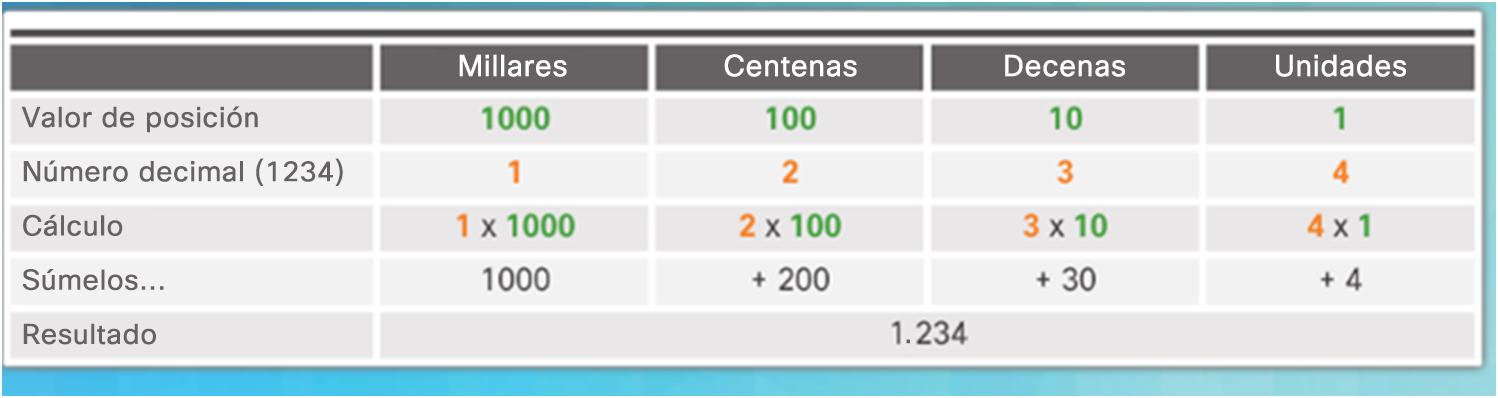 Millares Centenas Decenas Unidades
Valor de posición 1000 100 10 1
Número decimal (1234) 1 2 3 4
Cálculo 1 x 1000 2 x 100 3 x 10 4 x 1
Súmelos... 1000 + 200 + 30 + 4
Resultado 1.234